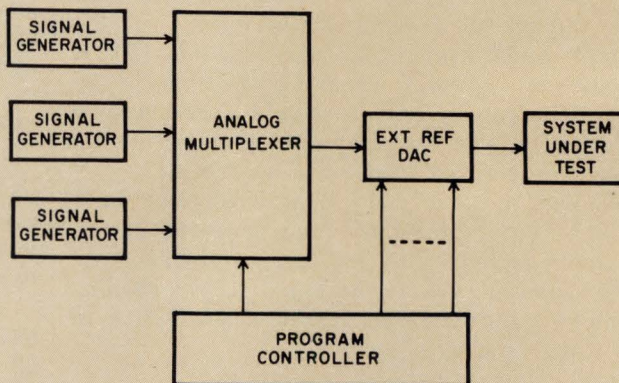 SIGNAL
GENERATOR
SIGNAL
GENERATOR
SIGNAL
GENERATOR
ANALOG
MULTIPLEXER
EXT REF
DAC
SYSTEM
UNDER
TEST
PROGRAM
CONTROLLER